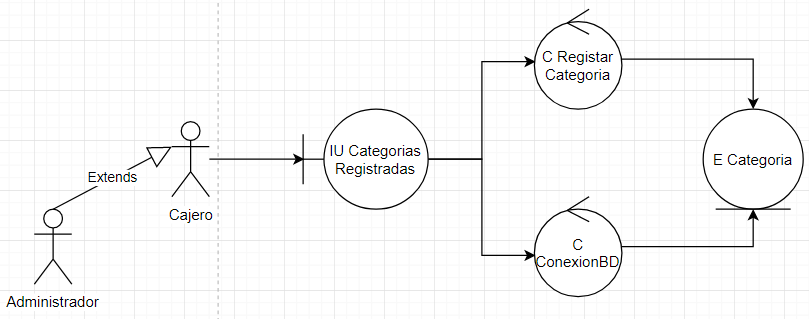 C Registar
Categoria
IU Categorias
Registradas
E Categoria
Extends
Cajero
C
ConexionBD
Administrador